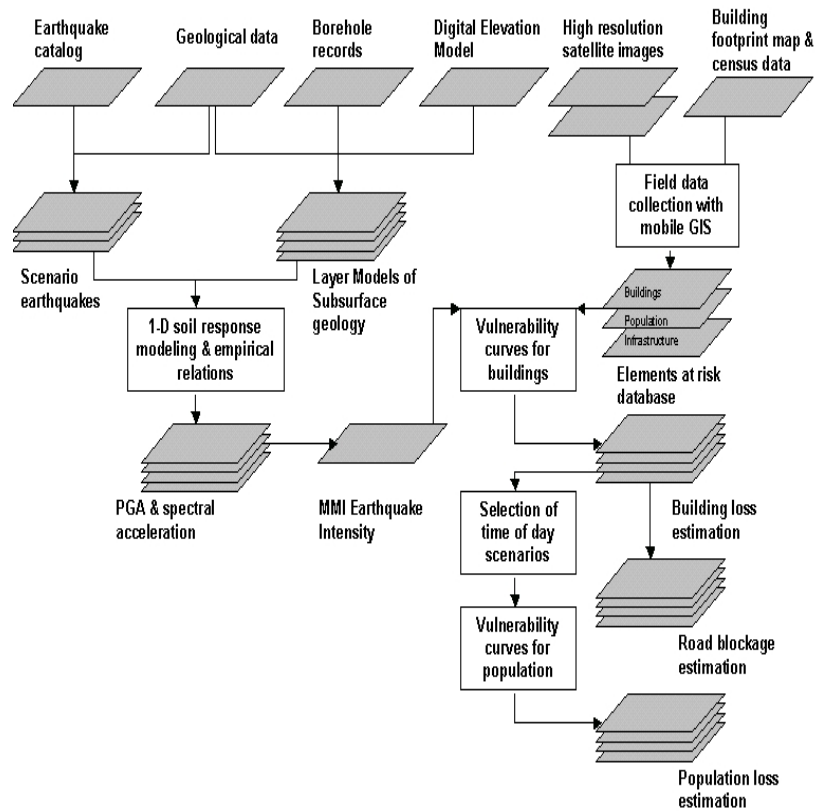 Earthquake
catalog
Geological data
Borehole
records
Digital Elevation
Model
High resolution
satellite images
Building
footprint map &
census data
Field data
collection with
mobile GIS
Scenario
earthquakes
Layer Models of
Subsurface
geology
Buildings
Population
Infrastructure
1-D soil response
modeling & empirical
relations
Vulnerability
curves for
buildings
Elements at risk
database
PGA & spectral
acceleration
MMI Earthquake
Intensity
Selection of
time of day
scenarios
Building loss
estimation
Vulnerability
curves for
population
Road blockage
estimation
Population loss
estimation